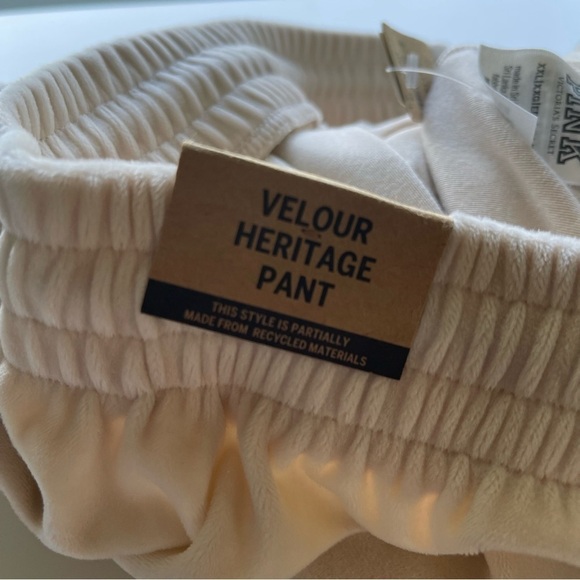 VELOUR
HERITAGE
PANT
THIS STYLE IS PARTIALLY
MADE FROM RECYCLED MATERIALS
PINK
VICTORIA'S SECRET